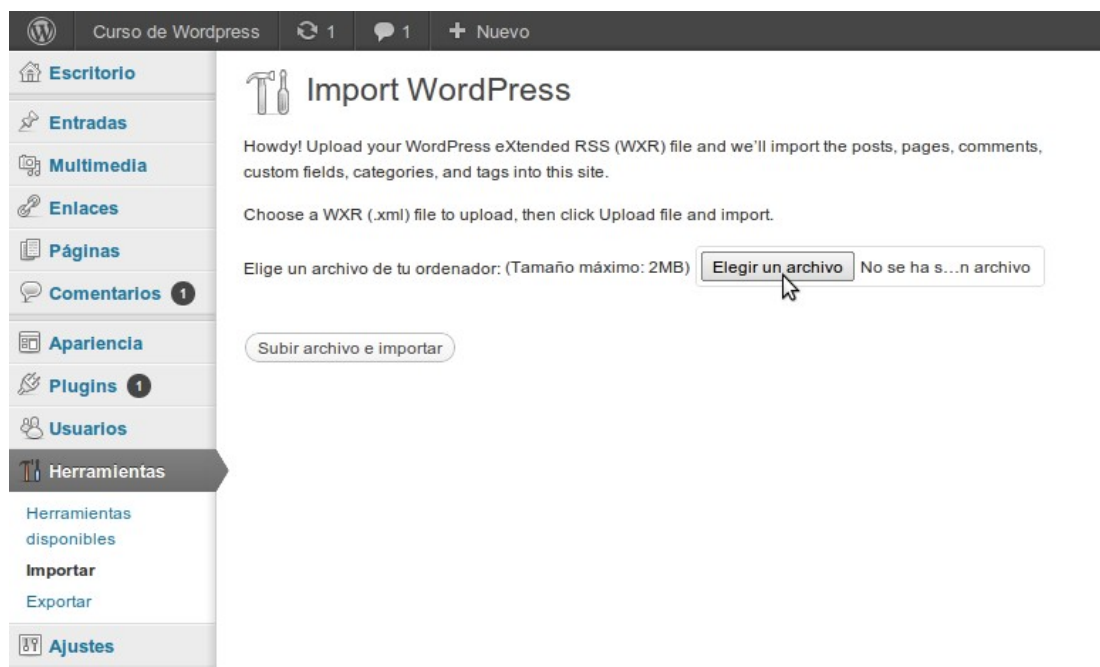 Curso de Wordpress 1 1 + Nuevo
Escritorio
Entradas
Multimedia
Enlaces
Páginas
Comentarios 1
Apariencia
Plugins 1
Usuarios
Herramientas
Herramientas
disponibles
Importar
Exportar
Ajustes
Import WordPress
Howdy! Upload your WordPress eXtended RSS (WXR) file and we'll import the posts, pages, comments,
custom fields, categories, and tags into this site.
Choose a WXR (.xml) file to upload, then click Upload file and import.
Elige un archivo de tu ordenador: (Tamaño máximo: 2MB) Elegir un archivo No se ha s...n archivo
Subir archivo e importar